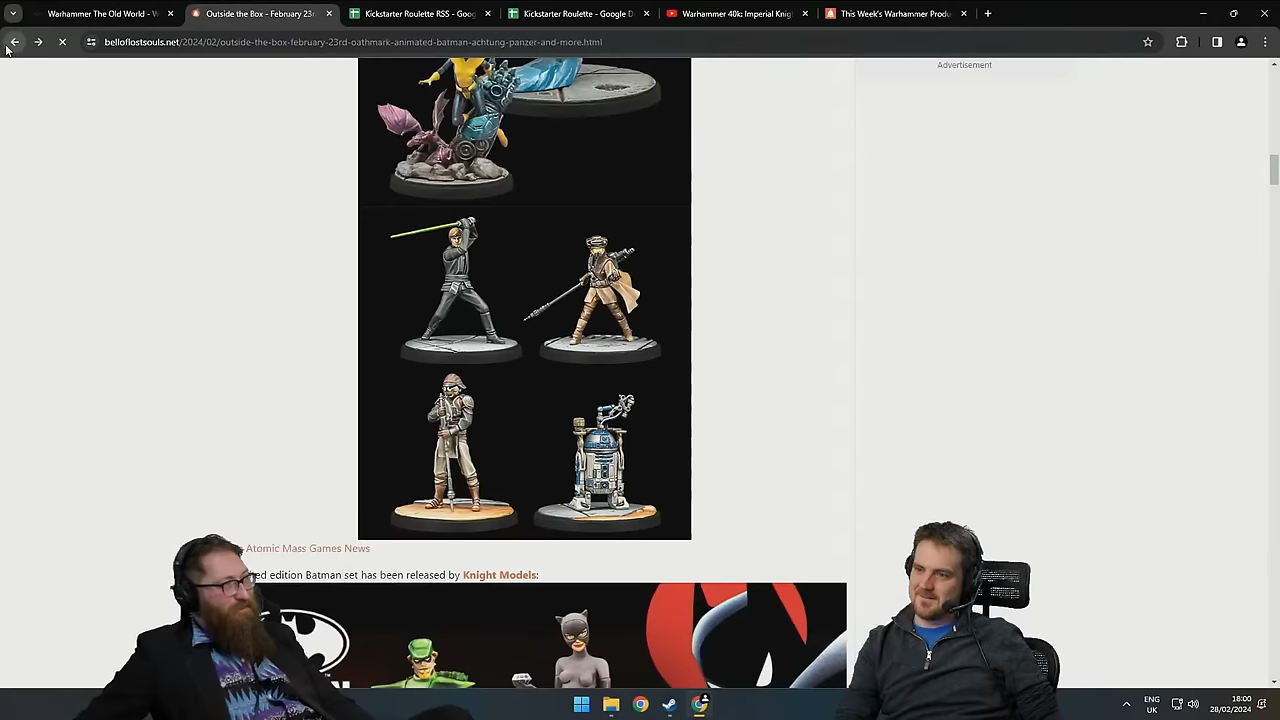 Warhammer The Old World - W
Outside the Box - February 23r
Kickstarter Roulette RSS - Goog
Kickstarter Roulette - Google D
Warhammer 40k: Imperial Knig
This Week's Warhammer Produ
belloflostsouls.net/2024/02/outside-the-box-february-23rd-oathmark-animated-batman-achtung-panzer-and-more.html
Advertisement
Atomic Mass Games News
ed edition Batman set has been released by Knight Models:
ENG
UK
18:00
28/02/2024